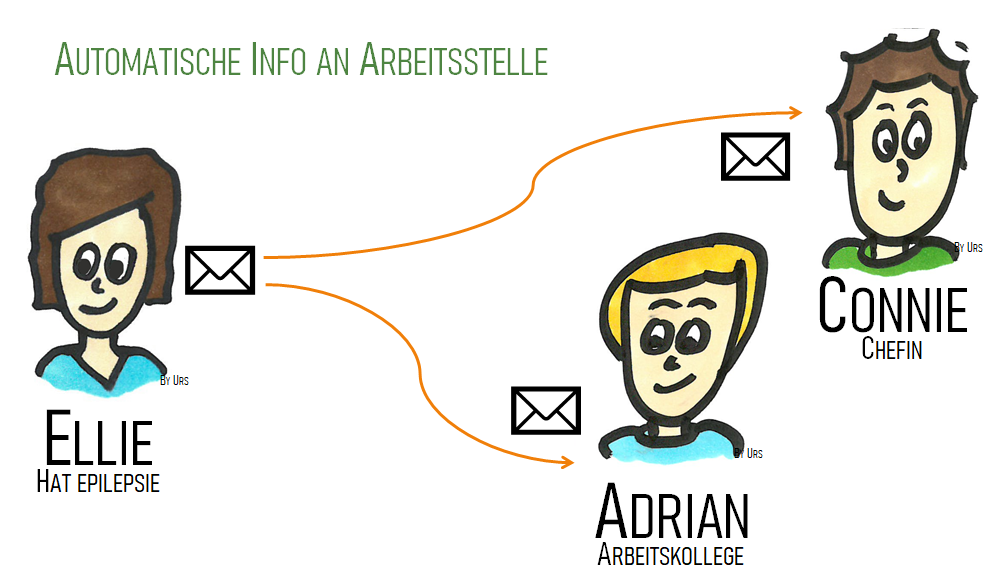 Automatische Info an Arbeitsstelle
By Urs
Connie
Chefin
By Urs
Ellie
Hat epilepsie
By Urs
Adrian
Arbeitskollege